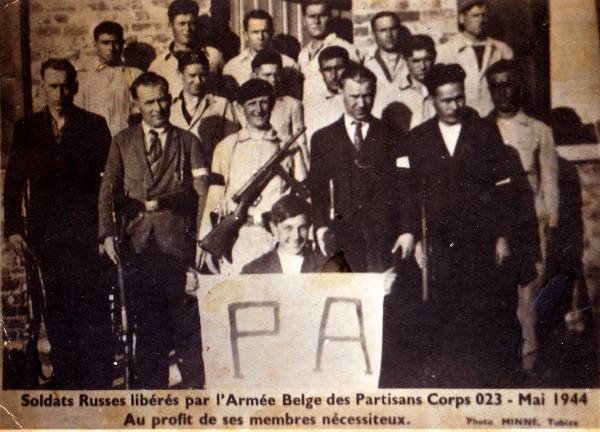 P A
Soldats Russes libérés par l'Armée Belge des Partisans Corps 023 - Mai 1944
Au profit de ses membres nécessiteux.
Photo MINNE, Tubize